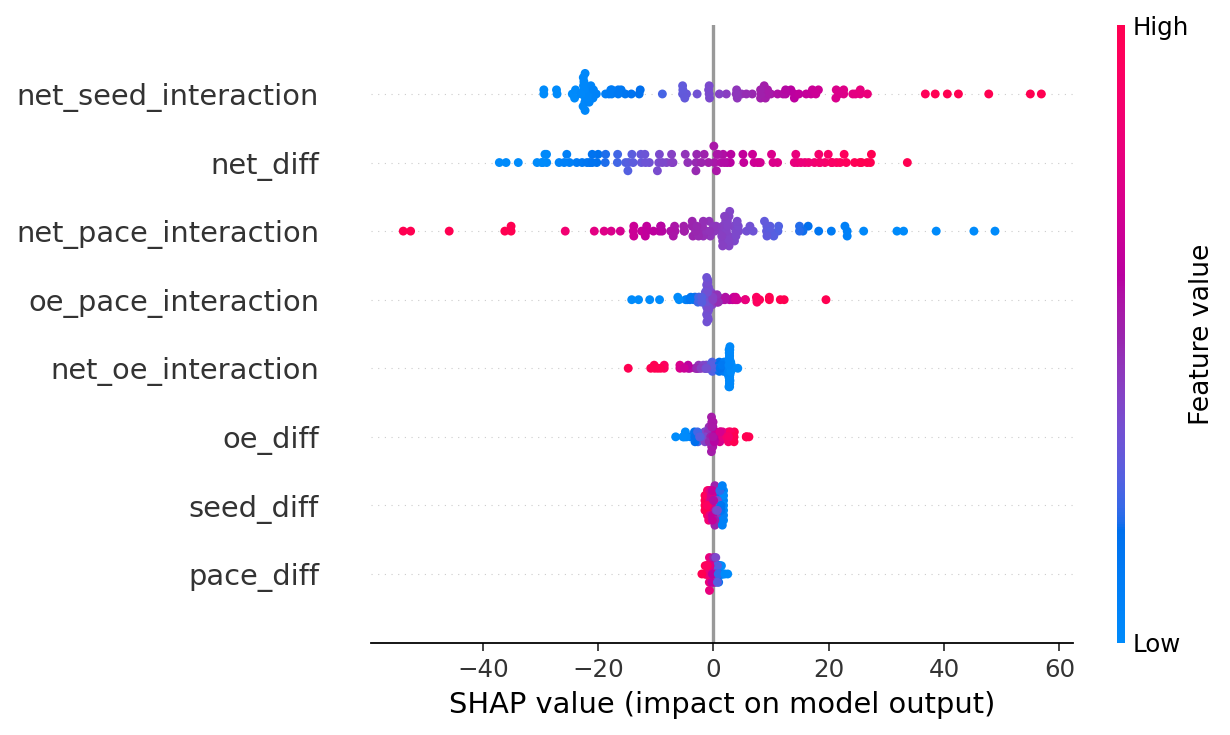 High
net_seed_interaction
net_diff
net_pace_interaction
oe_pace_interaction
net_oe_interaction
oe_diff
seed_diff
pace_diff
Feature value
Low
−40 −20 0 20 40 60
SHAP value (impact on model output)